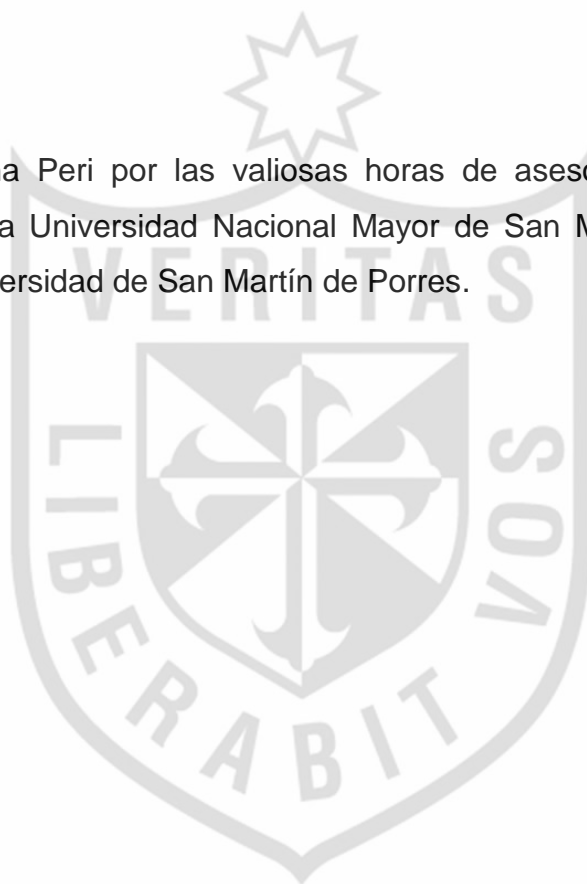 na Peri por las valiosas horas de aseso
a Universidad Nacional Mayor de San M
ersidad de San Martín de Porres.
VERITAS
LIBERABIT
VOS